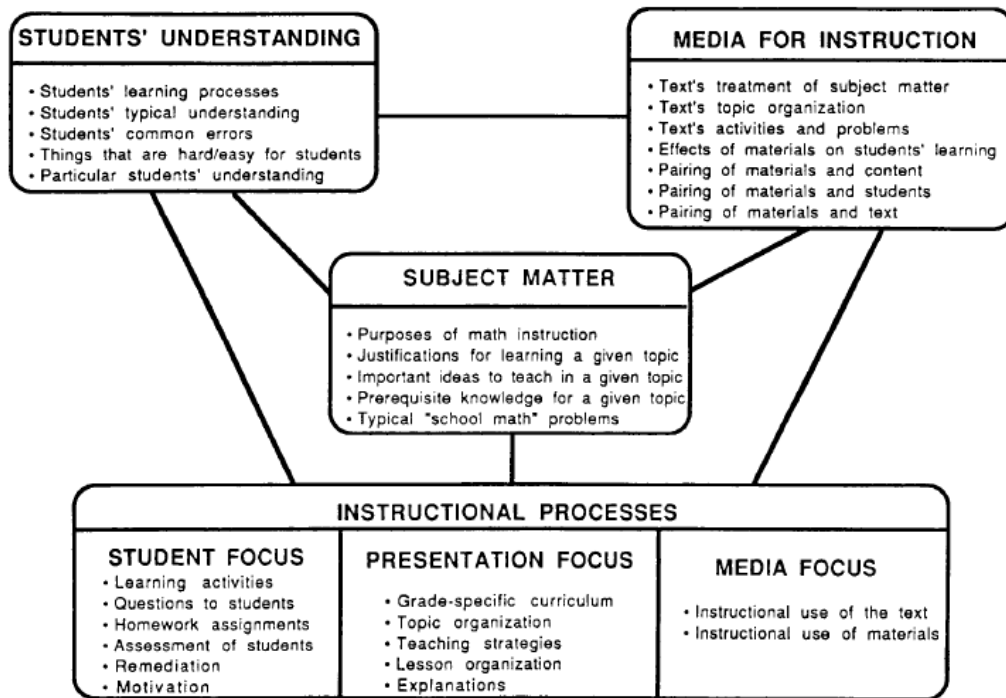 STUDENTS' UNDERSTANDING
• Students' learning processes
• Students' typical understanding
• Students' common errors
• Things that are hard/easy for students
• Particular students' understanding
MEDIA FOR INSTRUCTION
• Text's treatment of subject matter
• Text's topic organization
• Text's activities and problems
• Effects of materials on students' learning
• Pairing of materials and content
• Pairing of materials and students
• Pairing of materials and text
SUBJECT MATTER
• Purposes of math instruction
• Justifications for learning a given topic
• Important ideas to teach in a given topic
• Prerequisite knowledge for a given topic
• Typical "school math" problems
INSTRUCTIONAL PROCESSES
STUDENT FOCUS
• Learning activities
• Questions to students
• Homework assignments
• Assessment of students
• Remediation
• Motivation
PRESENTATION FOCUS
• Grade-specific curriculum
• Topic organization
• Teaching strategies
• Lesson organization
• Explanations
MEDIA FOCUS
• Instructional use of the text
• Instructional use of materials